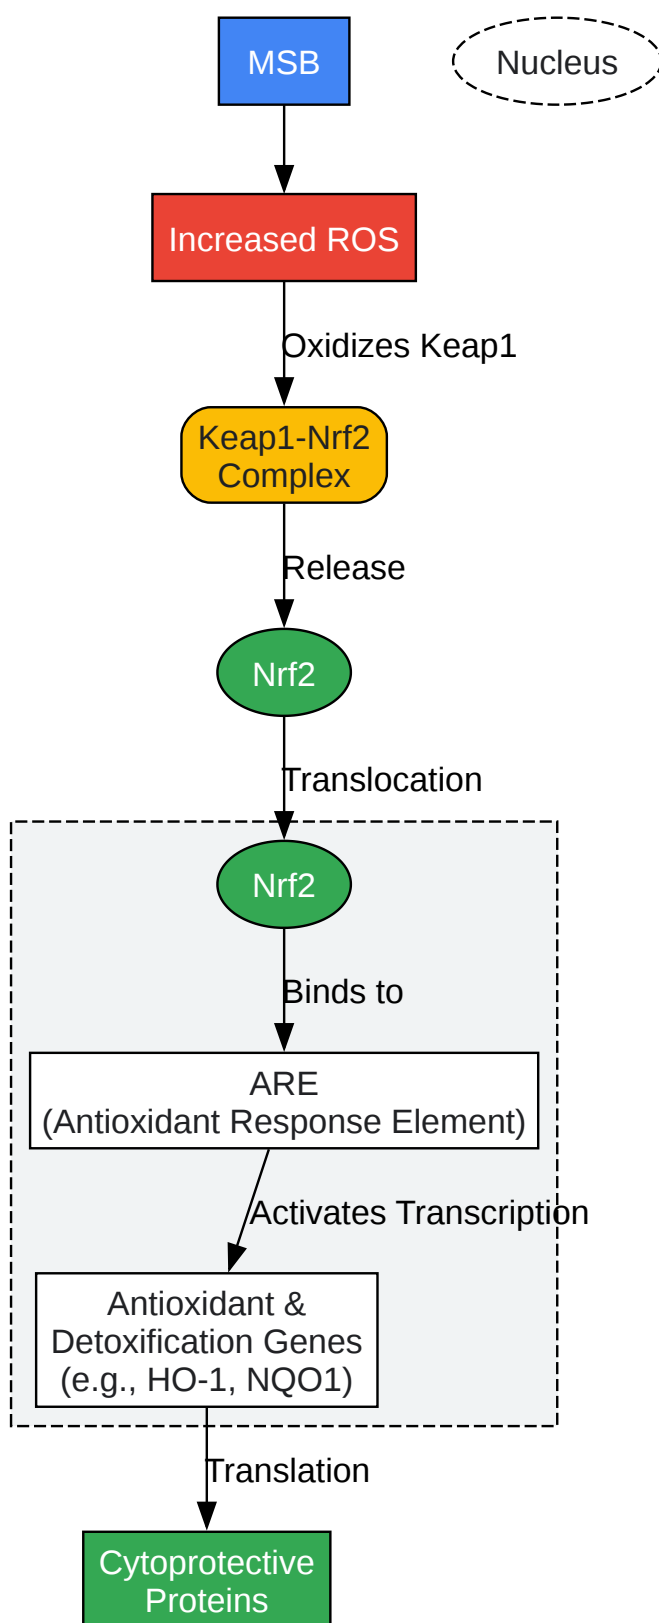 MSB
Nucleus
Increased ROS
Oxidizes Keap1
Keap1-Nrf2
Complex
Release
Nrf2
Translocation
Nrf2
Binds to
ARE
(Antioxidant Response Element)
Activates Transcription
Antioxidant &
Detoxification Genes
(e.g., HO-1, NQO1)
Translation
Cytoprotective
Proteins